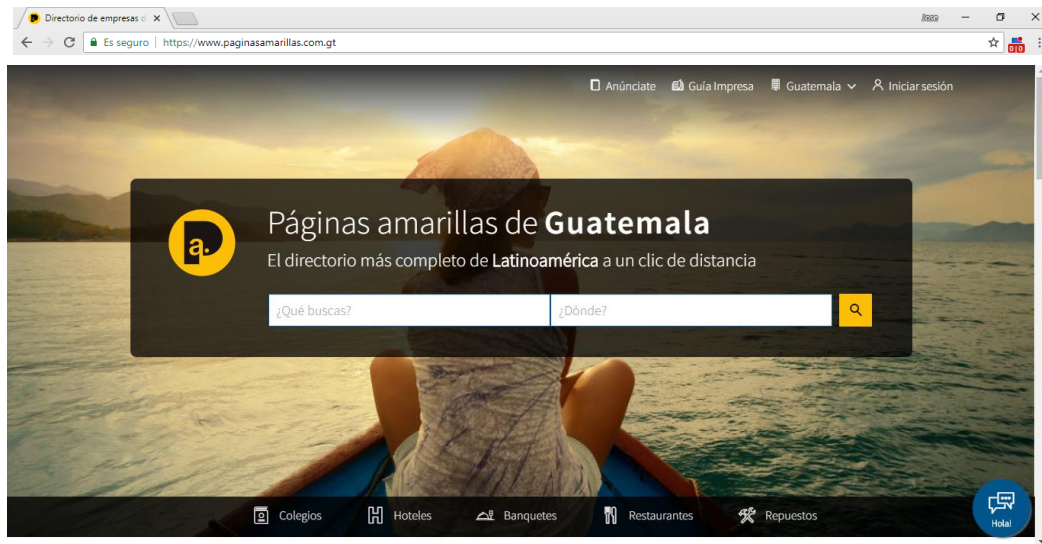 Directorio de empresas d
Es seguro | https://www.paginasamarillas.com.gt
Anúnciate Guía Impresa Guatemala Iniciar sesión
a.
Páginas amarillas de Guatemala
El directorio más completo de Latinoamérica a un clic de distancia
¿Qué buscas? ¿Dónde?
Colegios Hoteles Banquetes Restaurantes Repuestos
Hola!